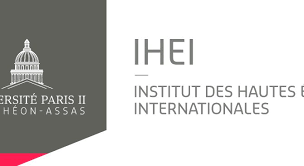 IHEI
INSTITUT DES HAUTES
INTERNATIONALES
ERSITÉ PARIS II
HÉON-ASSAS